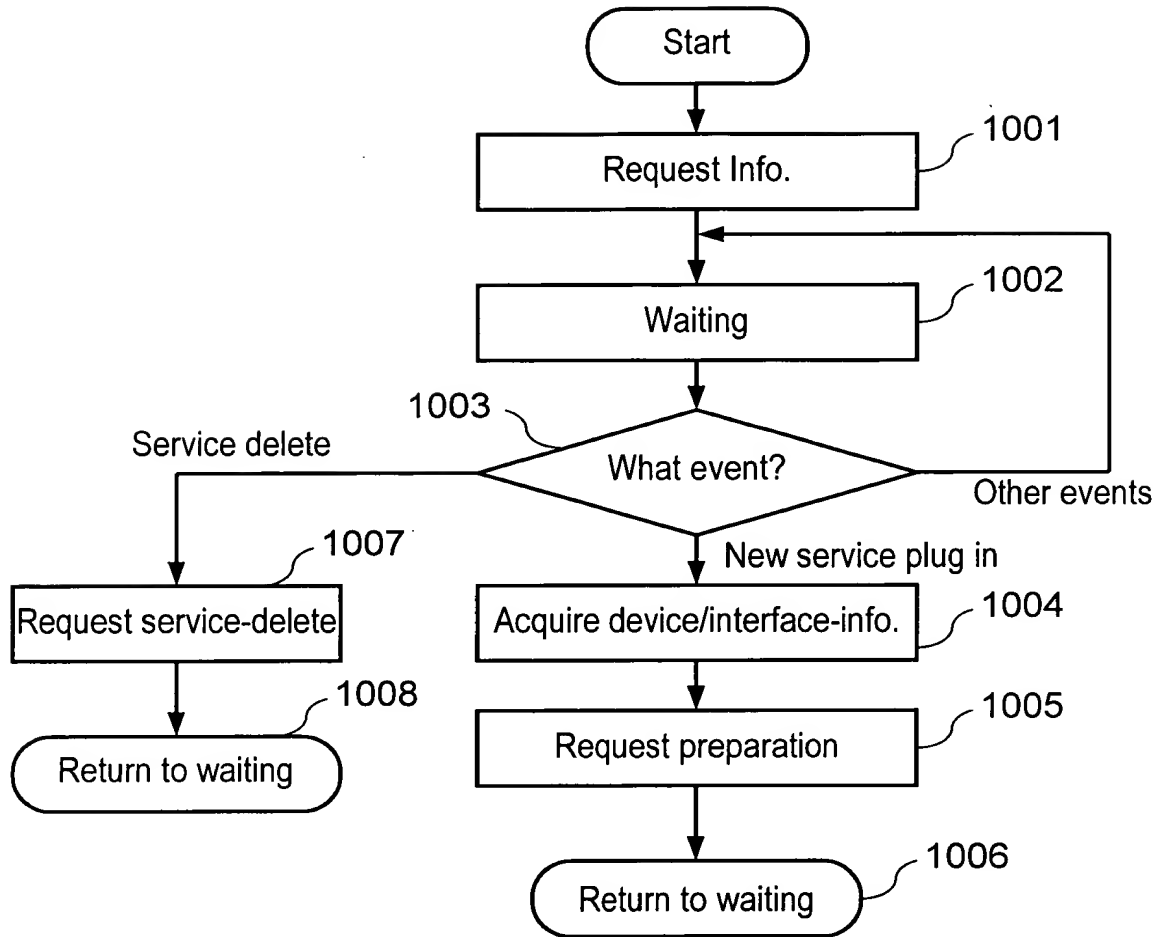 Start
1001
Request Info.
1002
Waiting
1003
Service delete
What event?
Other events
1007
New service plug in
1004
Request service-delete
Acquire device/interface-info.
1008
1005
Return to waiting
Request preparation
1006
Return to waiting